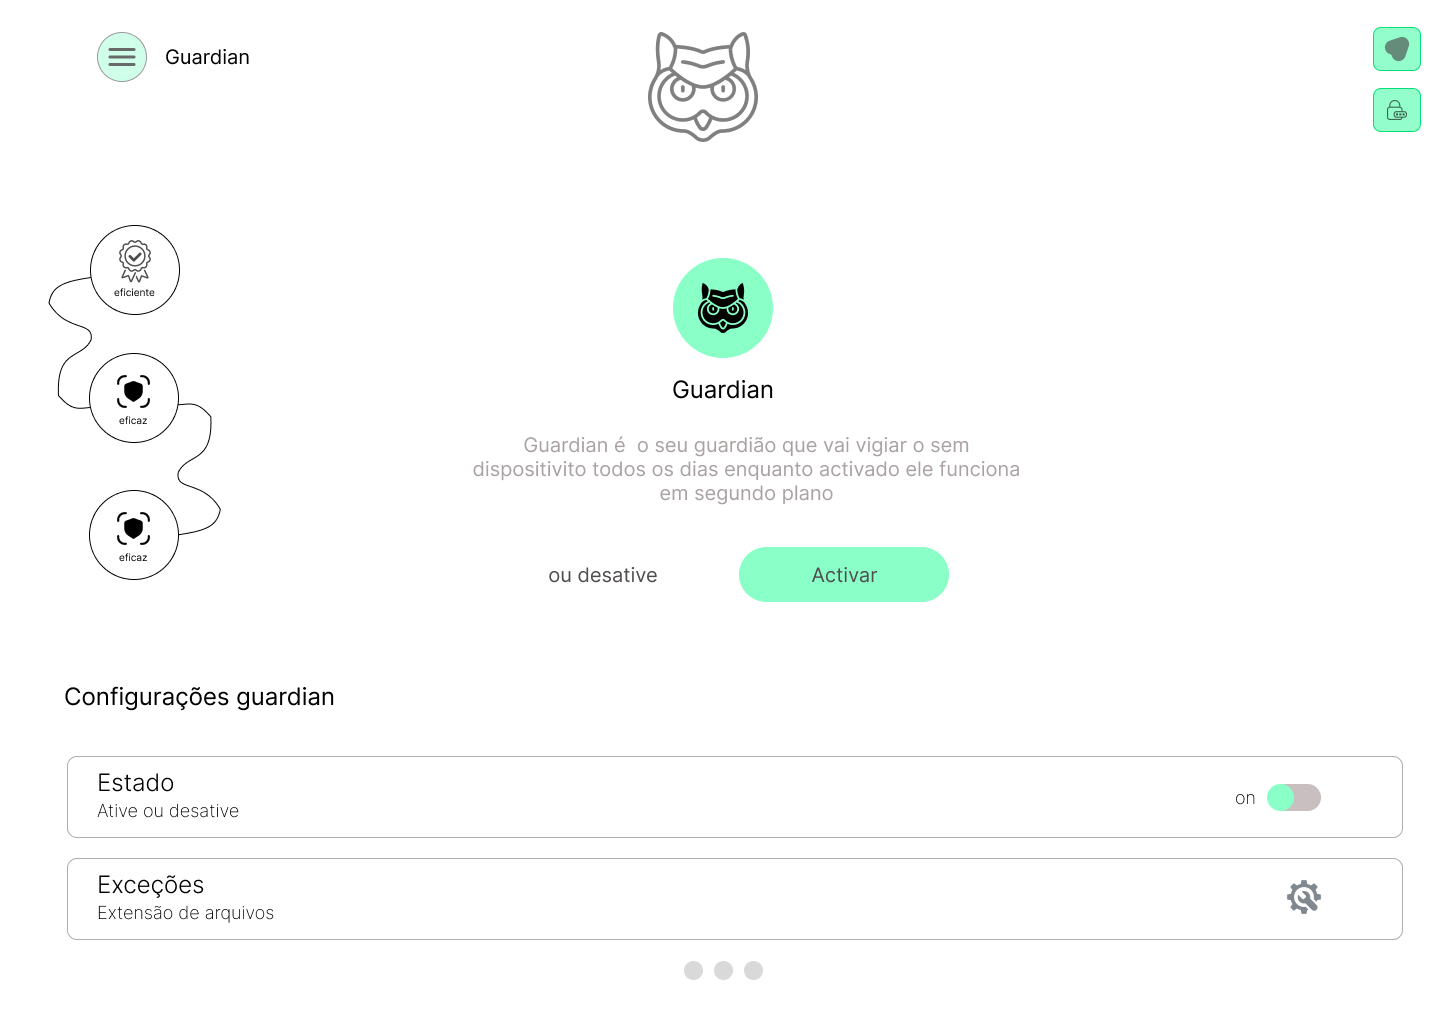 Guardian
eficiente
eficaz
eficaz
Guardian
Guardian é  o seu guardião que vai vigiar o sem
dispositivito todos os dias enquanto activado ele funciona
em segundo plano
ou desative
Activar
Configurações guardian
Estado
Ative ou desative
on
Exceções
Extensão de arquivos